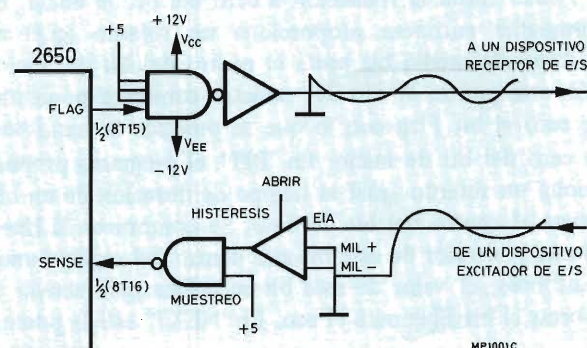 +12V
+5
VCC
2650
FLAG
½(8T15)
VEE
-12V
A UN DISPOSITIVO
RECEPTOR DE E/S
ABRIR
HISTERESIS
EIA
MIL +
MIL -
SENSE
½(8T16)
MUESTREO
+5
DE UN DISPOSITIVO
EXCITADOR DE E/S
MP1001C